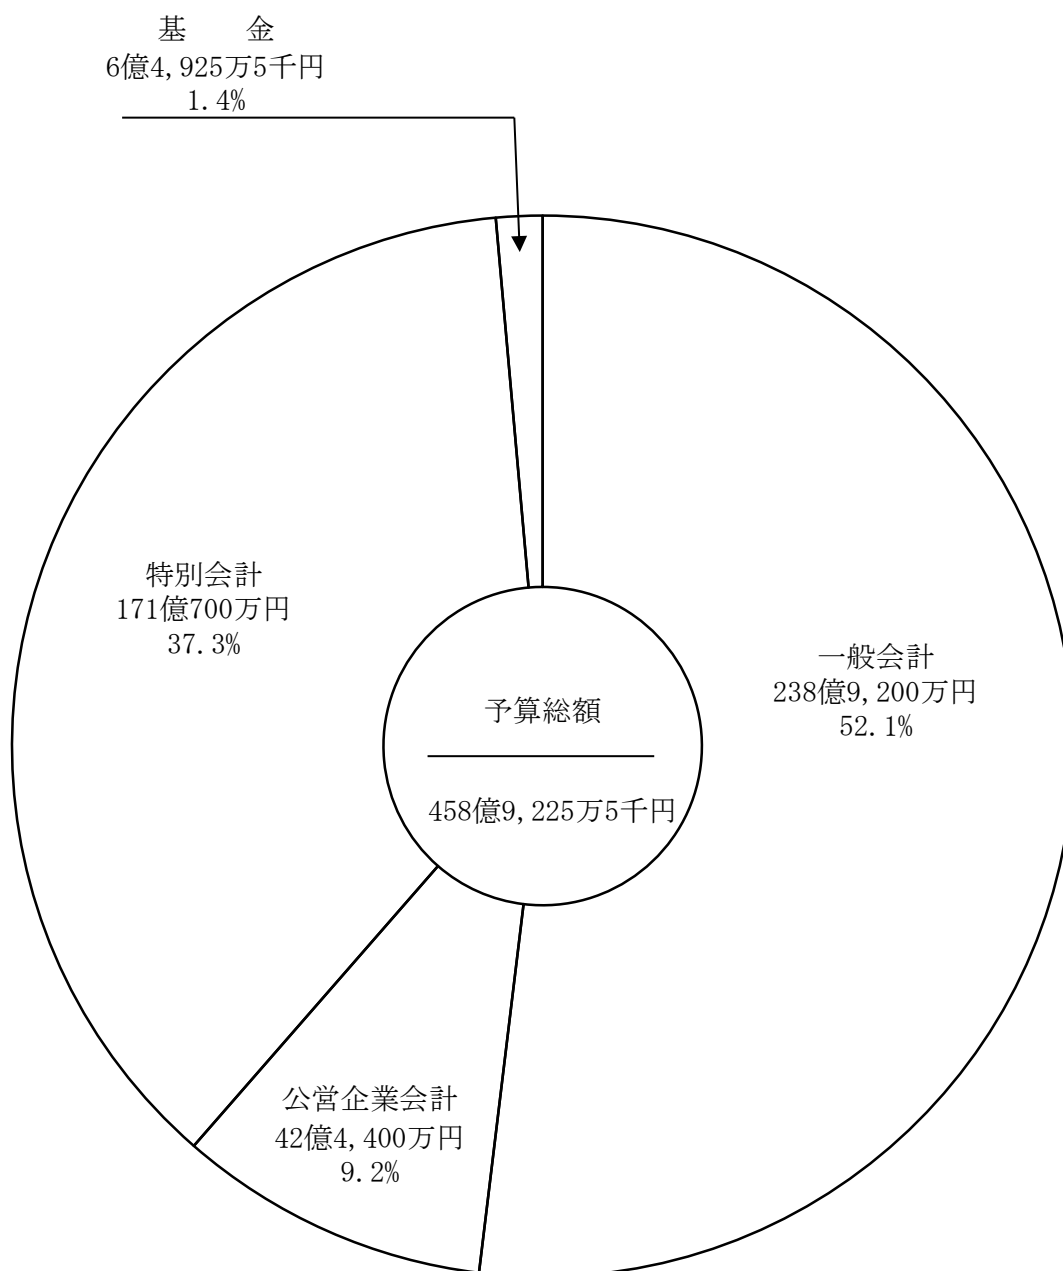 基　　金
6億4,925万5千円
1.4%
特別会計
171億700万円
37.3%
一般会計
238億9,200万円
52.1%
予算総額
458億9,225万5千円
公営企業会計
42億4,400万円
9.2%